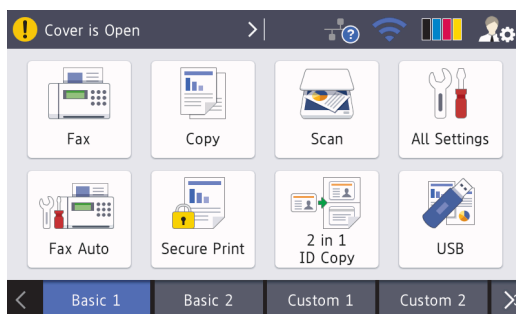 ! Cover is Open >
?
Fax
Copy
Scan
All Settings
Fax Auto
Secure Print
2 in 1
ID Copy
USB
< Basic 1 Basic 2 Custom 1 Custom 2 >